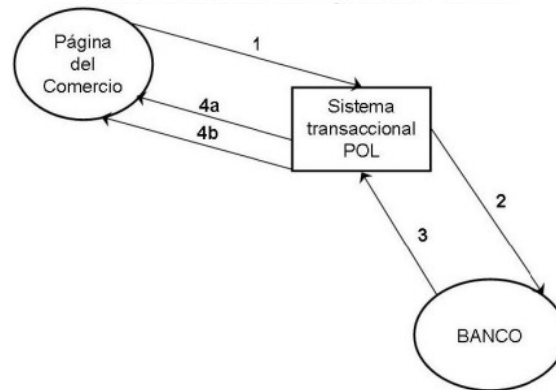 Página
del
Comercio
1
4a
4b
Sistema
transaccional
POL
2
3
BANCO